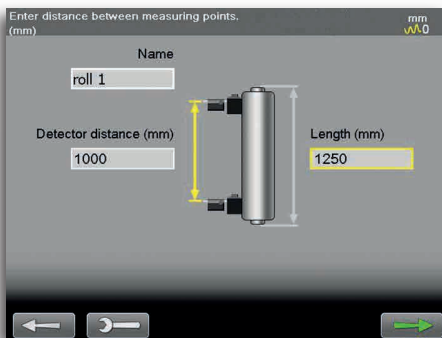 Enter distance between measuring points.
(mm)
mm
0
Name
roll 1
Detector distance (mm)
1000
Length (mm)
1250